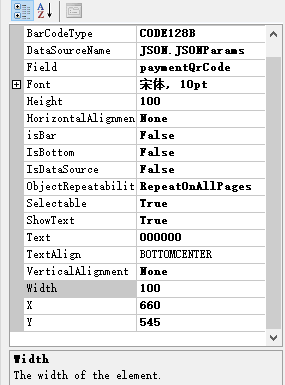 BarCodeType CODE128B
DataSourceName JSON.JSONParams
Field paymentQrCode
Font 宋体, 10pt
Height 100
HorizontalAlignmen None
isBar False
IsBottom False
IsDataSource False
ObjectRepeatabilit RepeatOnAllPages
Selectable True
ShowText True
Text 000000
TextAlign BOTTOMCENTER
VerticalAlignment None
Width 100
X 660
Y 545
Width
The width of the element.